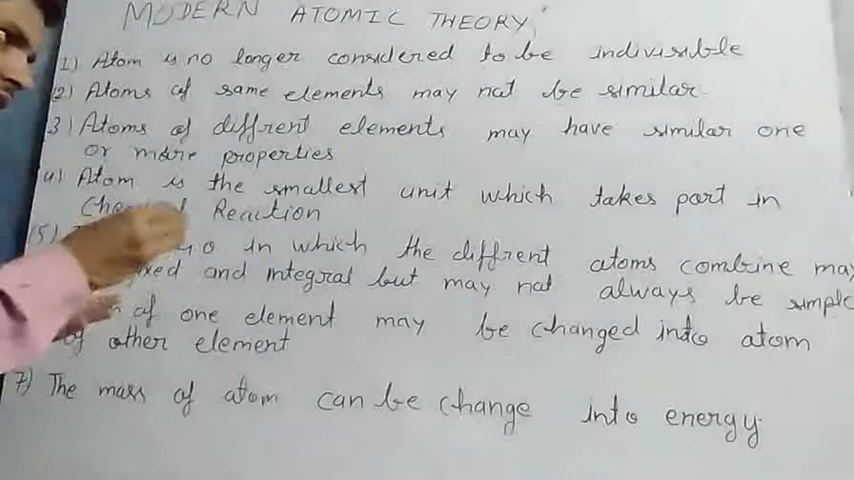 MODERN ATOMIC THEORY
1) Atom is no longer considered to be indivisible
2) Atoms of same elements may not be similar
3) Atoms of diffrent elements may have similar one
or more properties
4) Atom is the smallest unit which takes part in
Reaction
5) in which the diffrent atoms combine may
and integral but may not always be simple
of one element may be changed into atom
of other element
7) The mass of atom can be change into energy.